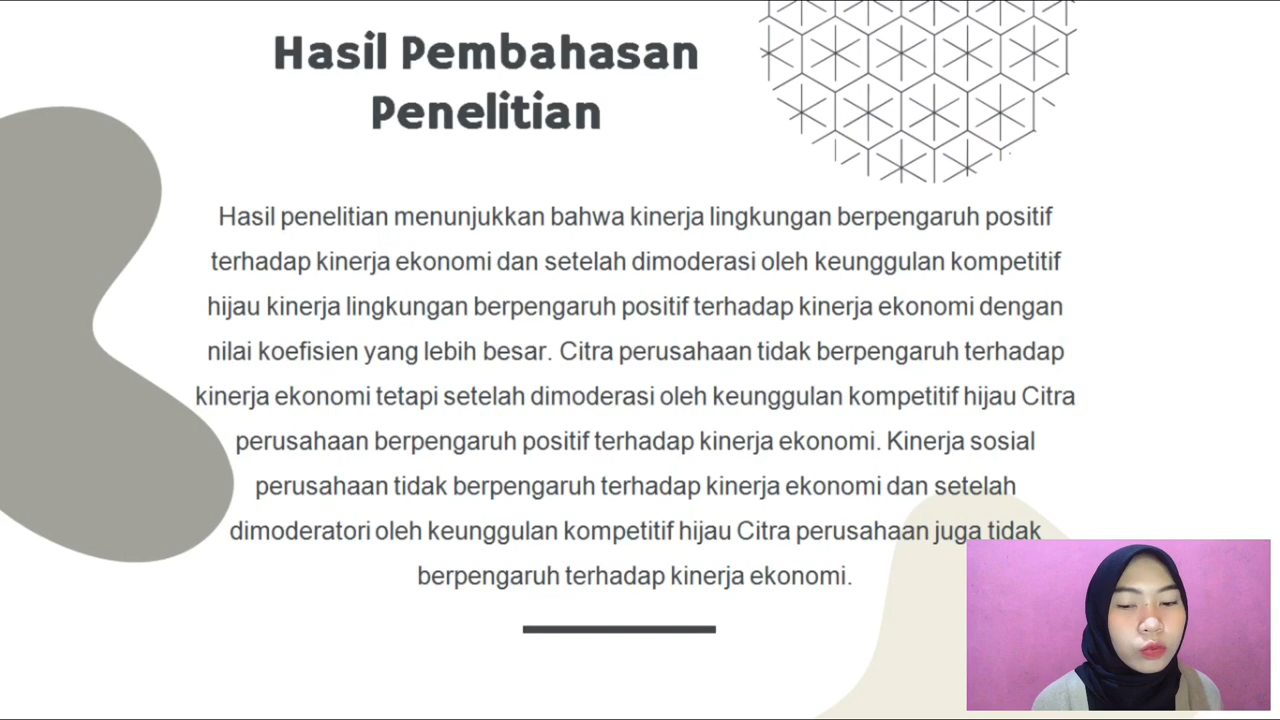 Hasil Pembahasan
Penelitian
Hasil penelitian menunjukkan bahwa kinerja lingkungan berpengaruh positif
terhadap kinerja ekonomi dan setelah dimoderasi oleh keunggulan kompetitif
hijau kinerja lingkungan berpengaruh positif terhadap kinerja ekonomi dengan
nilai koefisien yang lebih besar. Citra perusahaan tidak berpengaruh terhadap
kinerja ekonomi tetapi setelah dimoderasi oleh keunggulan kompetitif hijau Citra
perusahaan berpengaruh positif terhadap kinerja ekonomi. Kinerja sosial
perusahaan tidak berpengaruh terhadap kinerja ekonomi dan setelah
dimoderatori oleh keunggulan kompetitif hijau Citra perusahaan juga tidak
berpengaruh terhadap kinerja ekonomi.